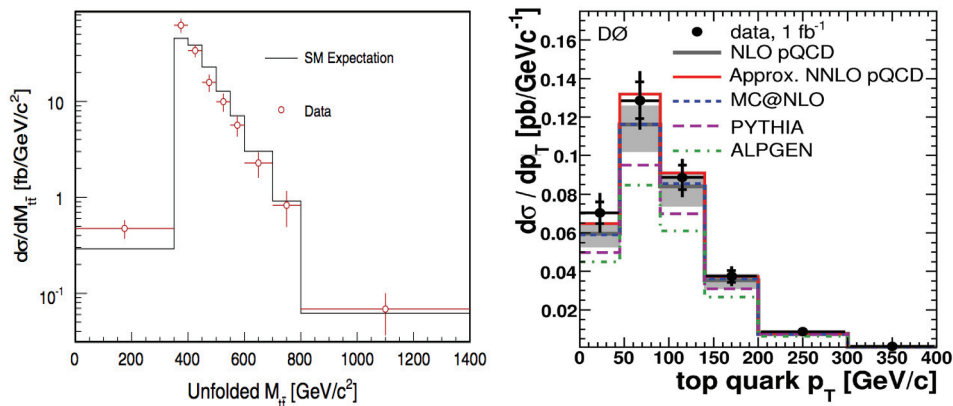 dσ/dM_tt̄ [fb/GeV/c²]
10
1
10⁻¹
SM Expectation
Data
0 200 400 600 800 1000 1200 1400
Unfolded M_tt̄ [GeV/c²]
dσ / dp_T [pb/GeVc⁻¹]
0.16
0.14
0.12
0.10
0.08
0.06
0.04
0.02
DØ
data, 1 fb⁻¹
NLO pQCD
Approx. NNLO pQCD
MC@NLO
PYTHIA
ALPGEN
0 50 100 150 200 250 300 350 400
top quark p_T [GeV/c]